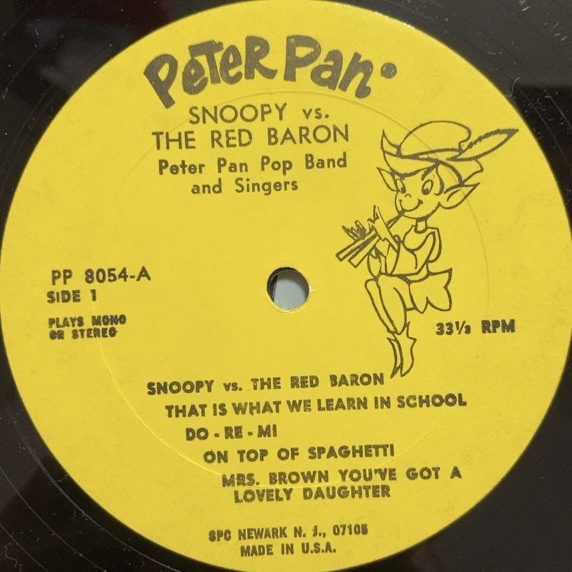 PETER Pan
SNOOPY vs.
THE RED BARON
Peter Pan Pop Band
and Singers
PP 8054-A
SIDE 1
PLAYS MONO
OR STEREO
33⅓ RPM
SNOOPY vs. THE RED BARON
THAT IS WHAT WE LEARN IN SCHOOL
DO - RE - MI
ON TOP OF SPAGHETTI
MRS. BROWN YOU'VE GOT A
LOVELY DAUGHTER
SPC NEWARK N. J., 07105
MADE IN U.S.A.